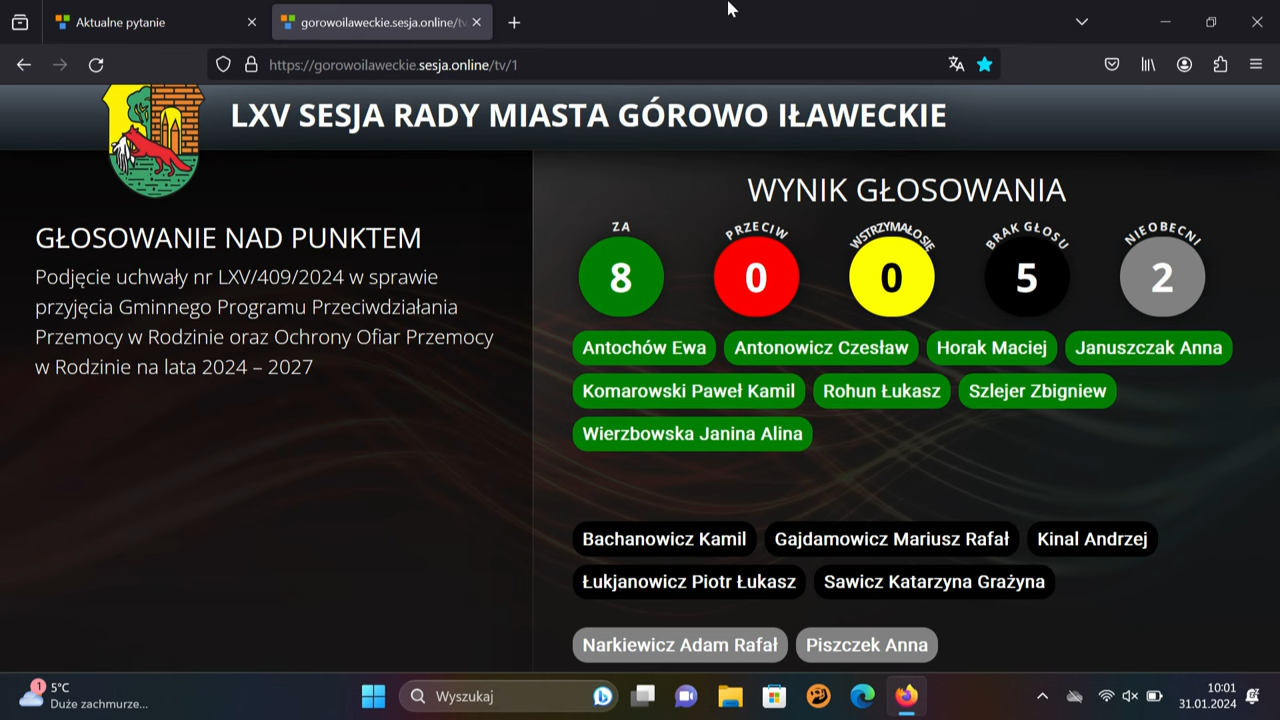 Aktualne pytanie
gorowoilaweckie.sesja.online/tv
https://gorowoilaweckie.sesja.online/tv/1
LXV SESJA RADY MIASTA GÓROWO IŁAWECKIE
GŁOSOWANIE NAD PUNKTEM
Podjęcie uchwały nr LXV/409/2024 w sprawie
przyjęcia Gminnego Programu Przeciwdziałania
Przemocy w Rodzinie oraz Ochrony Ofiar Przemocy
w Rodzinie na lata 2024 – 2027
WYNIK GŁOSOWANIA
ZA PRZECIW WSTRZYMAŁO SIĘ BRAK GŁOSU NIEOBECNI
8 0 0 5 2
Antochów Ewa Antonowicz Czesław Horak Maciej Januszczak Anna
Komarowski Paweł Kamil Rohun Łukasz Szlejer Zbigniew
Wierzbowska Janina Alina
Bachanowicz Kamil Gajdamowicz Mariusz Rafał Kinal Andrzej
Łukjanowicz Piotr Łukasz Sawicz Katarzyna Grażyna
Narkiewicz Adam Rafał Piszczek Anna
1
5°C
Duże zachmurze...
Wyszukaj
10:01
31.01.2024